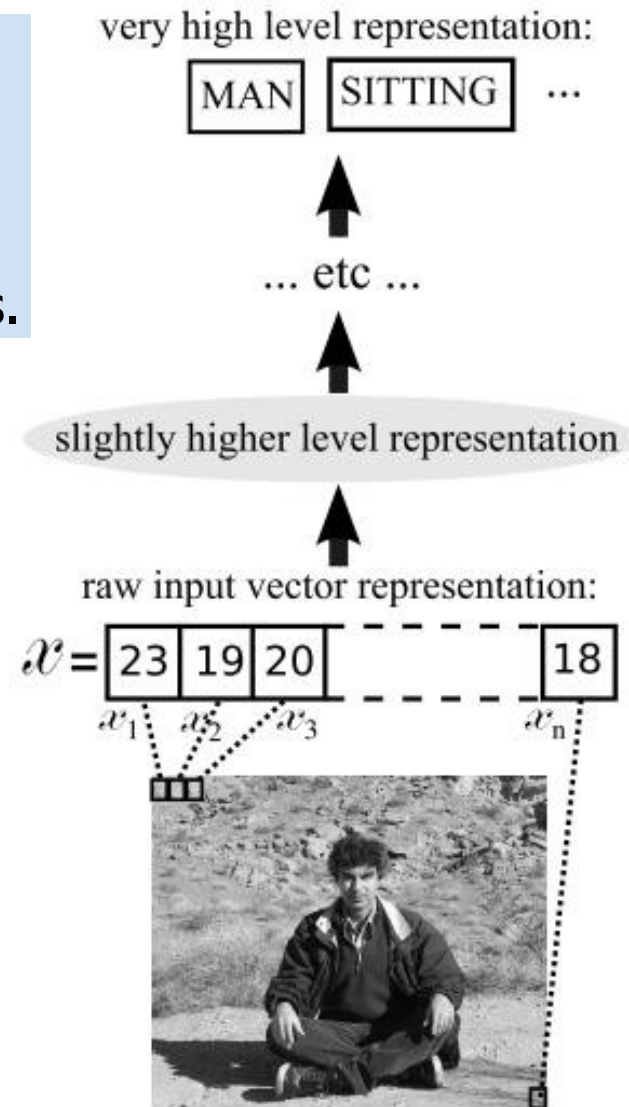 very high level representation:
MAN SITTING ...
s.
... etc ...
slightly higher level representation
raw input vector representation:
x = 23 19 20 18
x1 x2 x3 xn